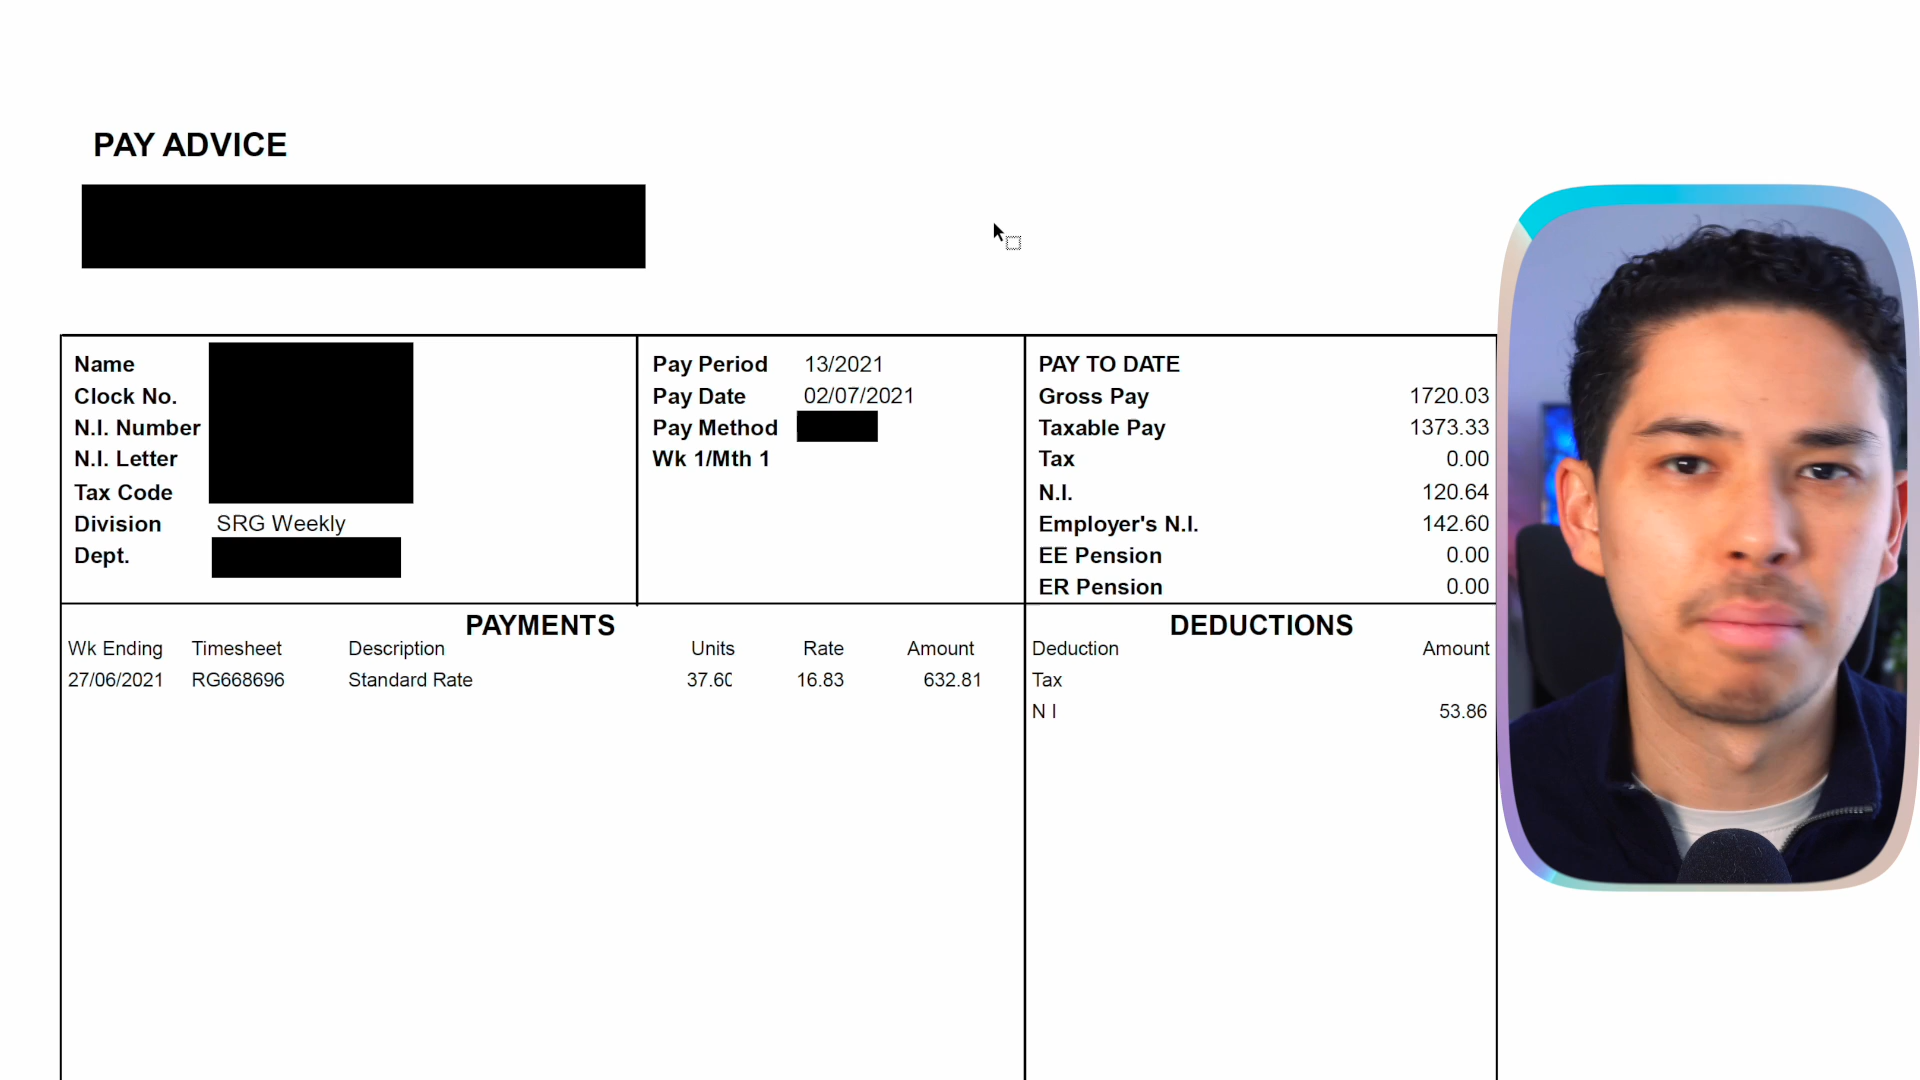 PAY ADVICE
Name
Clock No.
N.I. Number
N.I. Letter
Tax Code
Division SRG Weekly
Dept.
Pay Period 13/2021
Pay Date 02/07/2021
Pay Method
Wk 1/Mth 1
PAY TO DATE
Gross Pay 1720.03
Taxable Pay 1373.33
Tax 0.00
N.I. 120.64
Employer's N.I. 142.60
EE Pension 0.00
ER Pension 0.00
PAYMENTS
Wk Ending Timesheet Description Units Rate Amount
27/06/2021 RG668696 Standard Rate 37.60 16.83 632.81
DEDUCTIONS
Deduction Amount
Tax
N I 53.86